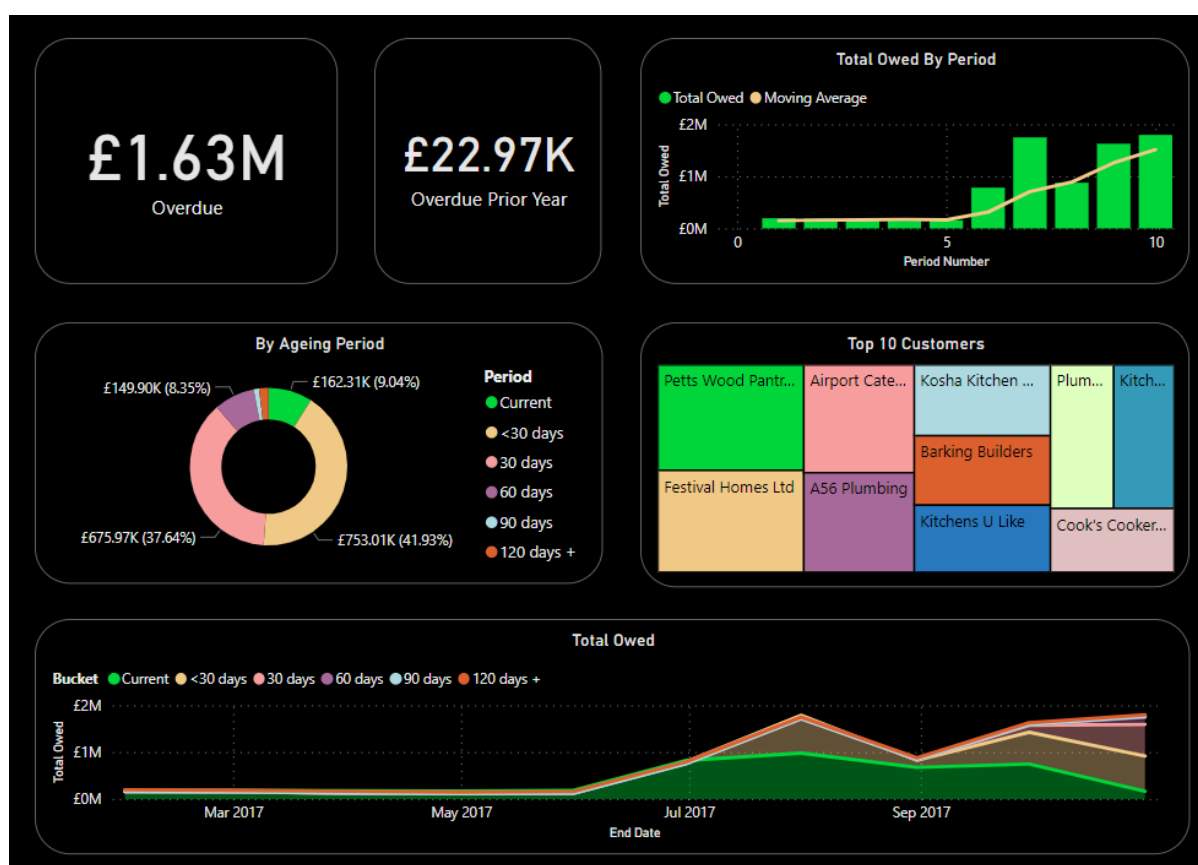 £1.63M
Overdue
£22.97K
Overdue Prior Year
Total Owed By Period
Total Owed Moving Average
Total Owed
£2M
£1M
£0M
0 5 10
Period Number
By Ageing Period
£149.90K (8.35%)
£162.31K (9.04%)
£675.97K (37.64%)
£753.01K (41.93%)
Period
Current
<30 days
30 days
60 days
90 days
120 days +
Top 10 Customers
Petts Wood Pantr...
Airport Cate...
Kosha Kitchen ...
Plum...
Kitch...
Barking Builders
Festival Homes Ltd
A56 Plumbing
Kitchens U Like
Cook's Cooker...
Total Owed
Bucket Current <30 days 30 days 60 days 90 days 120 days +
Total Owed
£2M
£1M
£0M
Mar 2017 May 2017 Jul 2017 Sep 2017
End Date